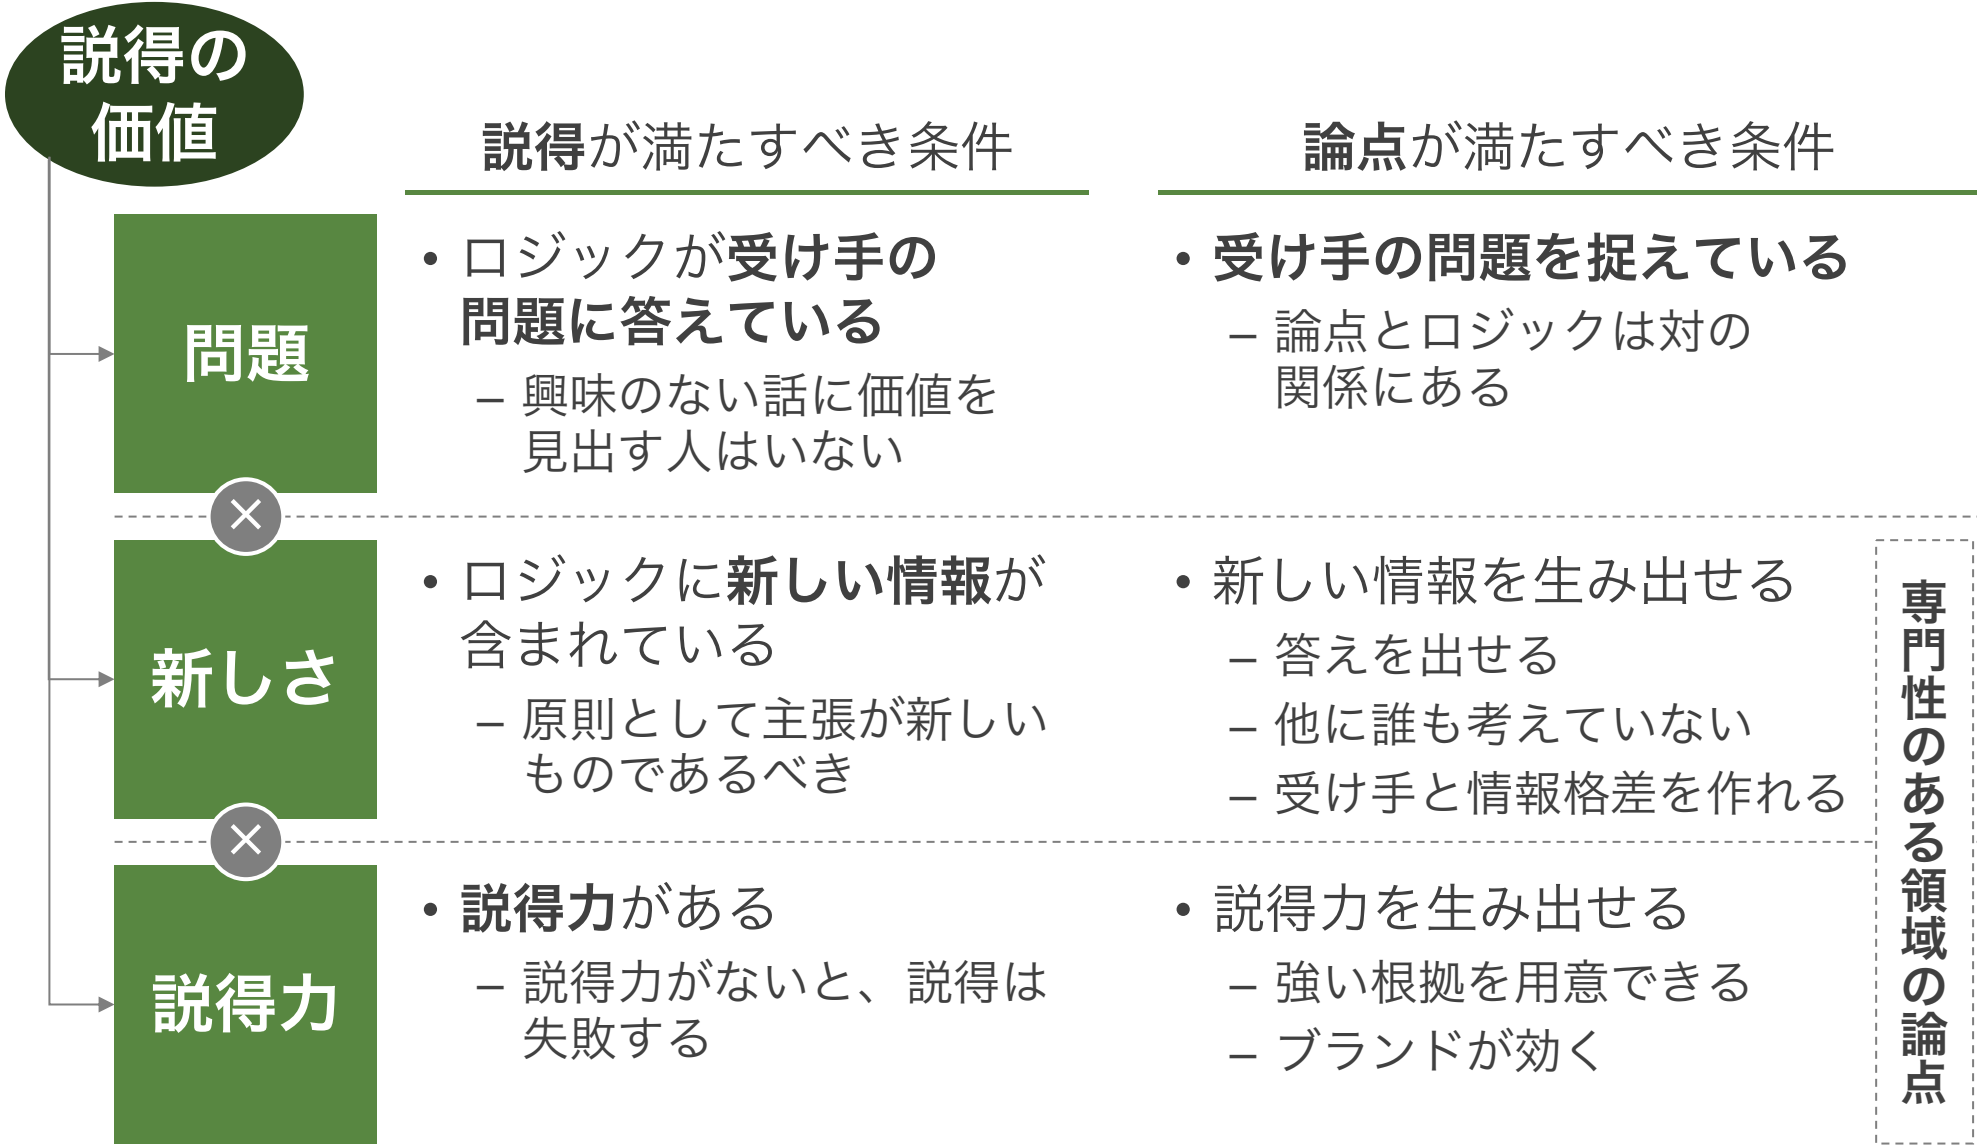 説得の
価値
説得が満たすべき条件
論点が満たすべき条件
問題
• ロジックが受け手の
問題に答えている
– 興味のない話に価値を
見出す人はいない
• 受け手の問題を捉えている
– 論点とロジックは対の
関係にある
×
新しさ
• ロジックに新しい情報が
含まれている
– 原則として主張が新しい
ものであるべき
• 新しい情報を生み出せる
– 答えを出せる
– 他に誰も考えていない
– 受け手と情報格差を作れる
×
説得力
• 説得力がある
– 説得力がないと、説得は
失敗する
• 説得力を生み出せる
– 強い根拠を用意できる
– ブランドが効く
専門性のある領域の論点